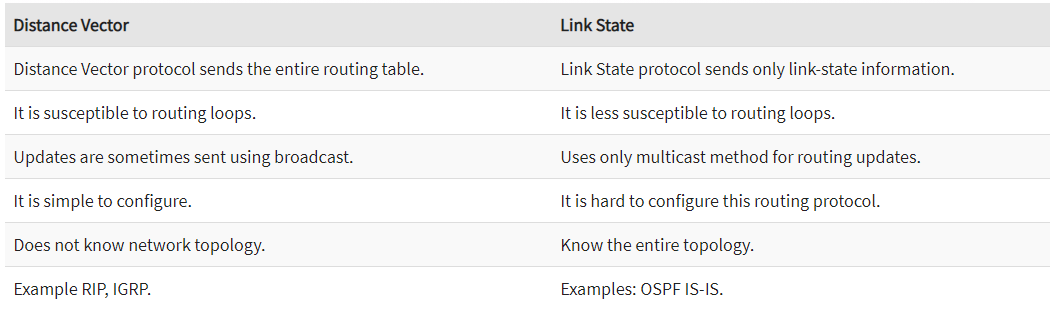 Distance Vector Link State
Distance Vector protocol sends the entire routing table. Link State protocol sends only link-state information.
It is susceptible to routing loops. It is less susceptible to routing loops.
Updates are sometimes sent using broadcast. Uses only multicast method for routing updates.
It is simple to configure. It is hard to configure this routing protocol.
Does not know network topology. Know the entire topology.
Example RIP, IGRP. Examples: OSPF IS-IS.